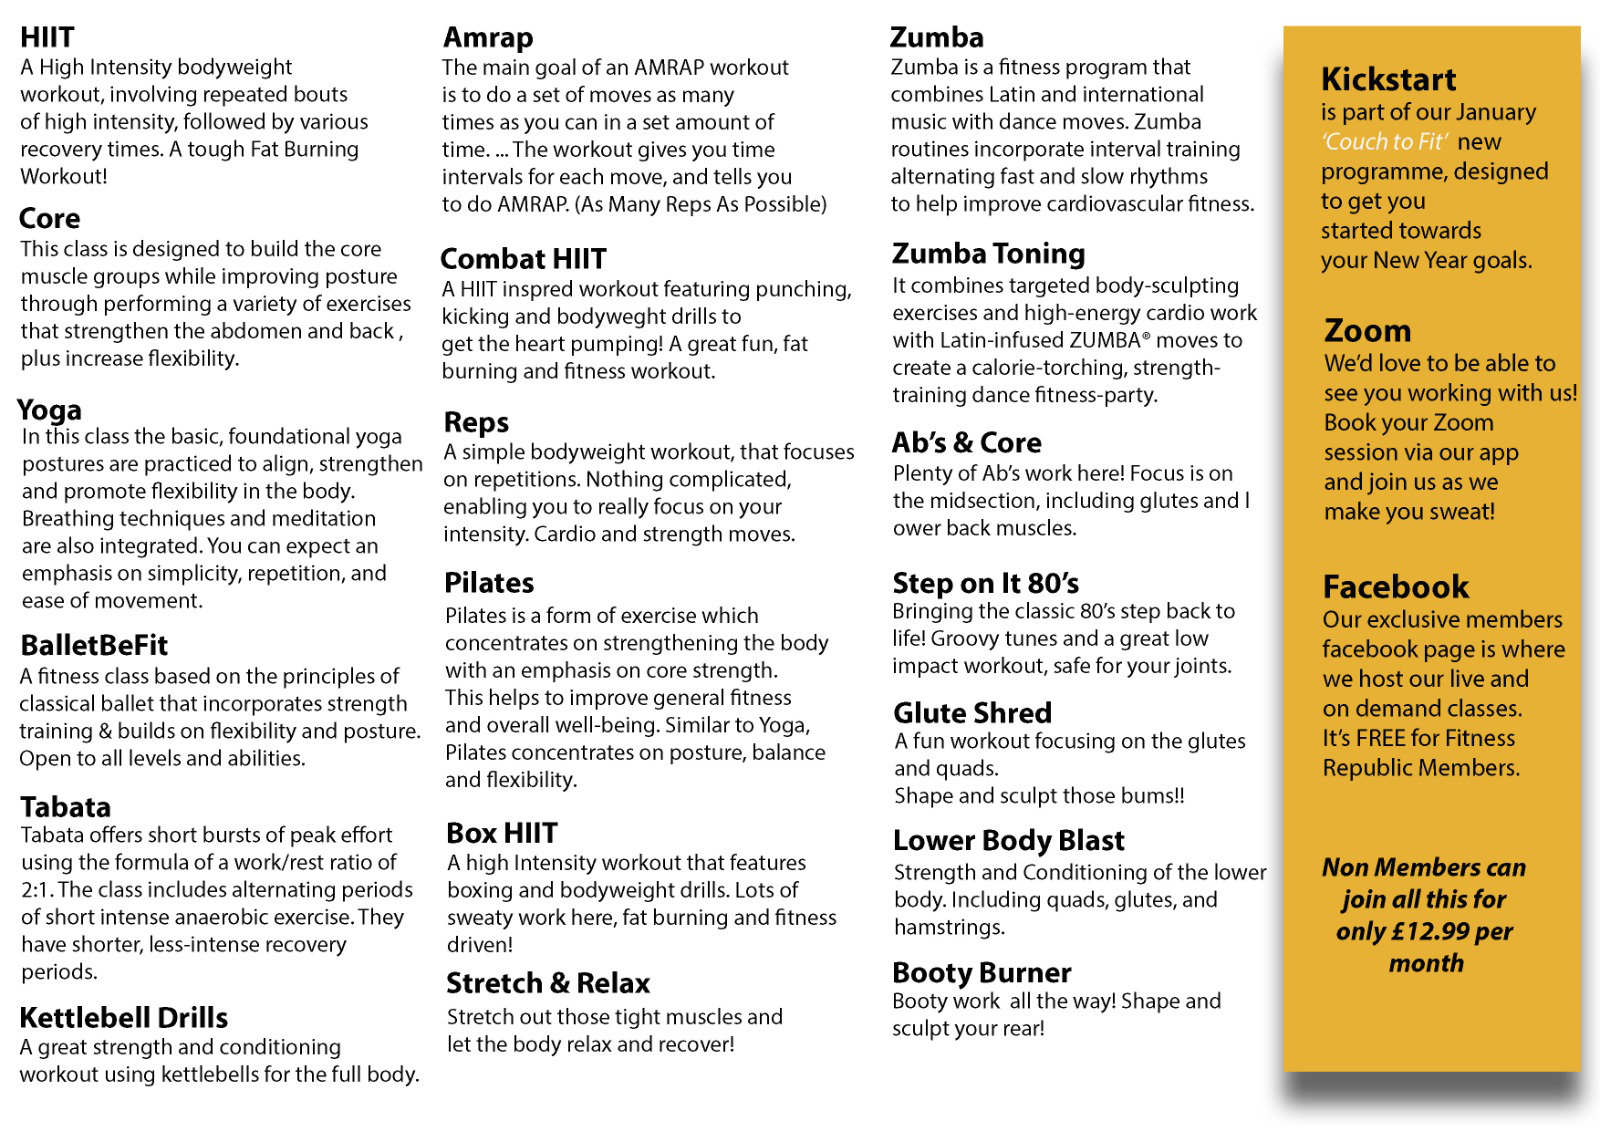 HIIT
A High Intensity bodyweight
workout, involving repeated bouts
of high intensity, followed by various
recovery times. A tough Fat Burning
Workout!
Core
This class is designed to build the core
muscle groups while improving posture
through performing a variety of exercises
that strengthen the abdomen and back ,
plus increase flexibility.
Yoga
In this class the basic, foundational yoga
postures are practiced to align, strengthen
and promote flexibility in the body.
Breathing techniques and meditation
are also integrated. You can expect an
emphasis on simplicity, repetition, and
ease of movement.
BalletBeFit
A fitness class based on the principles of
classical ballet that incorporates strength
training & builds on flexibility and posture.
Open to all levels and abilities.
Tabata
Tabata offers short bursts of peak effort
using the formula of a work/rest ratio of
2:1. The class includes alternating periods
of short intense anaerobic exercise. They
have shorter, less-intense recovery
periods.
Kettlebell Drills
A great strength and conditioning
workout using kettlebells for the full body.
Amrap
The main goal of an AMRAP workout
is to do a set of moves as many
times as you can in a set amount of
time. ... The workout gives you time
intervals for each move, and tells you
to do AMRAP. (As Many Reps As Possible)
Combat HIIT
A HIIT inspred workout featuring punching,
kicking and bodyweght drills to
get the heart pumping! A great fun, fat
burning and fitness workout.
Reps
A simple bodyweight workout, that focuses
on repetitions. Nothing complicated,
enabling you to really focus on your
intensity. Cardio and strength moves.
Pilates
Pilates is a form of exercise which
concentrates on strengthening the body
with an emphasis on core strength.
This helps to improve general fitness
and overall well-being. Similar to Yoga,
Pilates concentrates on posture, balance
and flexibility.
Box HIIT
A high Intensity workout that features
boxing and bodyweight drills. Lots of
sweaty work here, fat burning and fitness
driven!
Stretch & Relax
Stretch out those tight muscles and
let the body relax and recover!
Zumba
Zumba is a fitness program that
combines Latin and international
music with dance moves. Zumba
routines incorporate interval training
alternating fast and slow rhythms
to help improve cardiovascular fitness.
Zumba Toning
It combines targeted body-sculpting
exercises and high-energy cardio work
with Latin-infused ZUMBA® moves to
create a calorie-torching, strength-
training dance fitness-party.
Ab’s & Core
Plenty of Ab’s work here! Focus is on
the midsection, including glutes and l
ower back muscles.
Step on It 80’s
Bringing the classic 80’s step back to
life! Groovy tunes and a great low
impact workout, safe for your joints.
Glute Shred
A fun workout focusing on the glutes
and quads.
Shape and sculpt those bums!!
Lower Body Blast
Strength and Conditioning of the lower
body. Including quads, glutes, and
hamstrings.
Booty Burner
Booty work all the way! Shape and
sculpt your rear!
Kickstart
is part of our January
‘Couch to Fit’ new
programme, designed
to get you
started towards
your New Year goals.
Zoom
We’d love to be able to
see you working with us!
Book your Zoom
session via our app
and join us as we
make you sweat!
Facebook
Our exclusive members
facebook page is where
we host our live and
on demand classes.
It’s FREE for Fitness
Republic Members.
Non Members can
join all this for
only £12.99 per
month